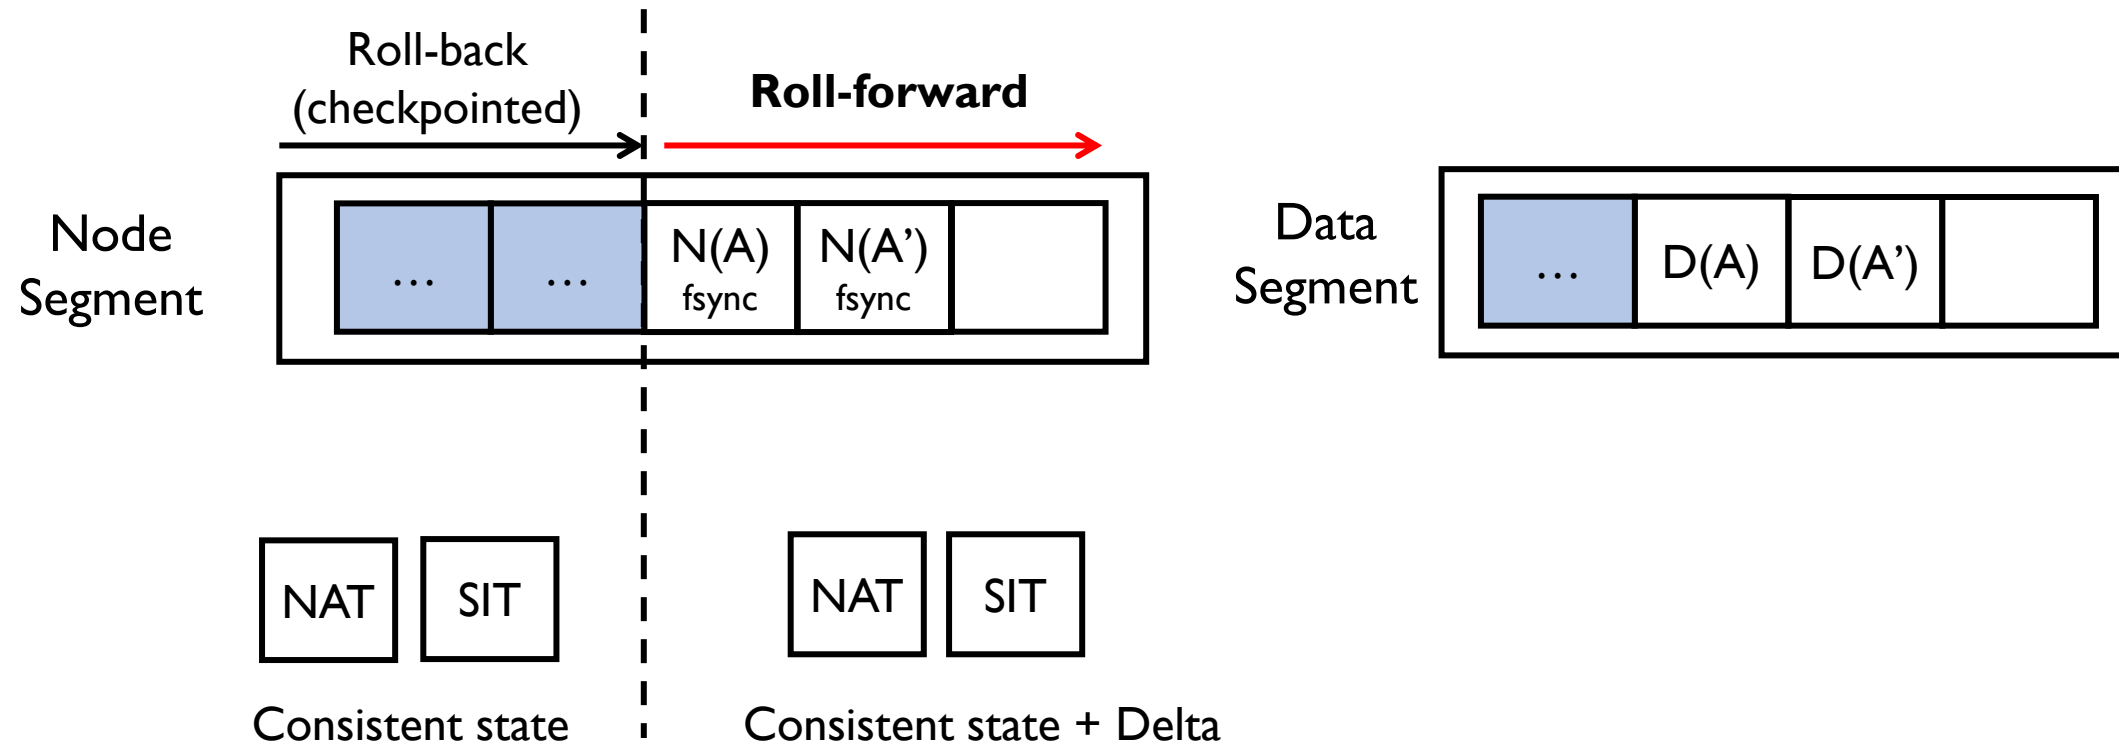 Roll-back
(checkpointed)
Roll-forward
Node
Segment
...
...
N(A)
fsync
N(A’)
fsync
Data
Segment
...
D(A)
D(A’)
NAT
SIT
NAT
SIT
Consistent state
Consistent state + Delta